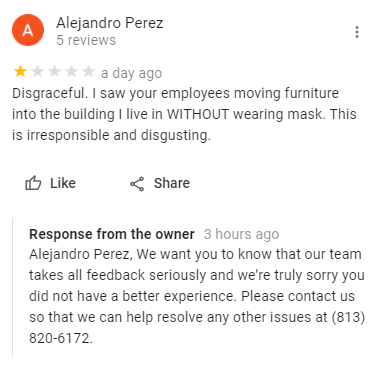 A
Alejandro Perez
5 reviews
a day ago
Disgraceful. I saw your employees moving furniture
into the building I live in WITHOUT wearing mask. This
is irresponsible and disgusting.
Like Share
Response from the owner 3 hours ago
Alejandro Perez, We want you to know that our team
takes all feedback seriously and we're truly sorry you
did not have a better experience. Please contact us
so that we can help resolve any other issues at (813)
820-6172.